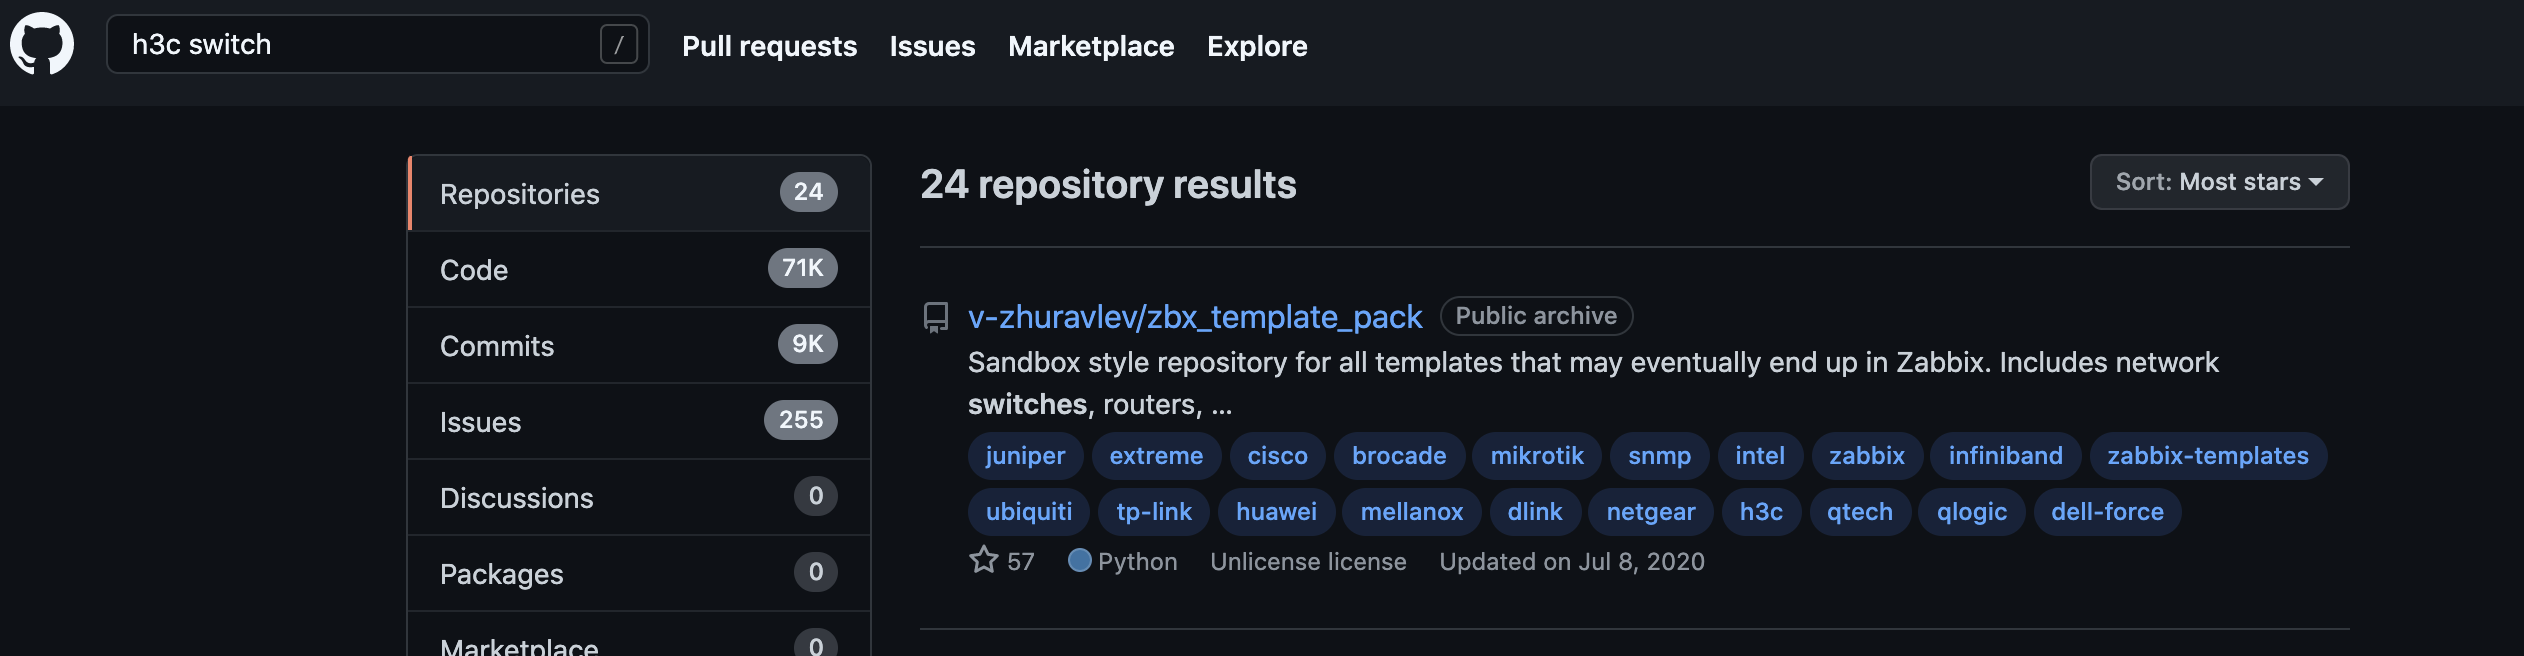 h3c switch / Pull requests Issues Marketplace Explore
Repositories 24
Code 71K
Commits 9K
Issues 255
Discussions 0
Packages 0
Marketplace 0
24 repository results
Sort: Most stars
v-zhuravlev/zbx_template_pack Public archive
Sandbox style repository for all templates that may eventually end up in Zabbix. Includes network
switches, routers, ...
juniper extreme cisco brocade mikrotik snmp intel zabbix infiniband zabbix-templates
ubiquiti tp-link huawei mellanox dlink netgear h3c qtech qlogic dell-force
57 Python Unlicense license Updated on Jul 8, 2020